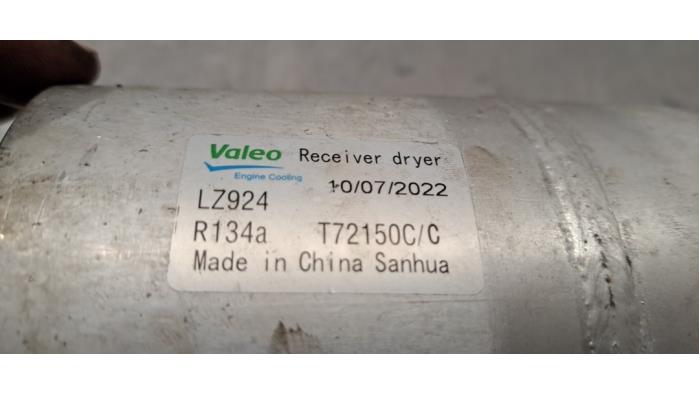 Valeo Receiver dryer
Engine Cooling
10/07/2022
LZ924
R134a T72150C/C
Made in China Sanhua